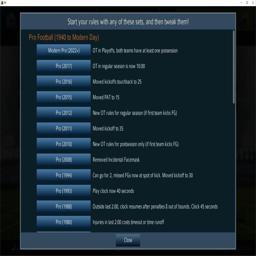 Start your rules with any of these sets, and then tweak them!
Pro Football (1940 to Modern Day)
Modern Pro (2022+) OT in Playoffs, both teams have at least one possession
Pro (2017) OT in regular season is now 10:00
Pro (2016) Moved kickoffs touchback to 25
Pro (2015) Moved PAT to 15
Pro (2012) New OT rules for regular season (if first team kicks FG)
Pro (2011) Moved kickoff to 35
Pro (2010) New OT rules for postseason only (if first team kicks FG)
Pro (2008) Removed Incidental Facemask
Pro (1994) Can go for 2, missed FGs now at spot of kick. Moved kickoff to 30
Pro (1993) Play clock now 40 seconds
Pro (1988) Outside last 2:00, clock resumes after penalties & out of bounds. Clock 45 seconds
Pro (1980) Injuries in last 2:00 costs timeout or time runoff
Close